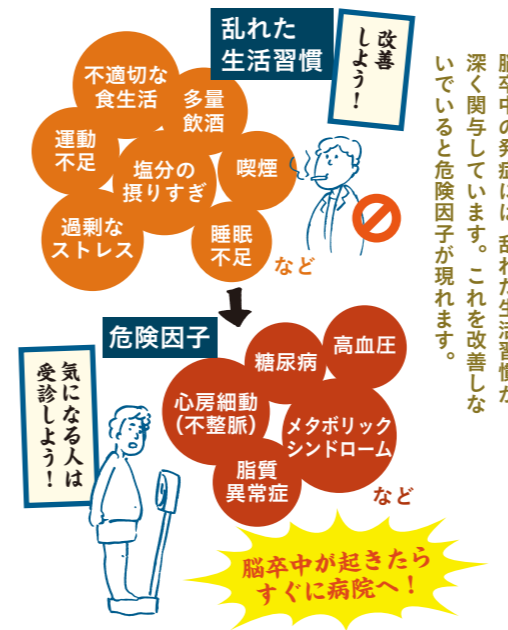 脳卒中の発症には、乱れた生活習慣が
深く関与しています。これを改善しな
いでいると危険因子が現れます。
乱れた
生活習慣
改善
しよう！
不適切な
食生活
多量
飲酒
運動
不足
塩分の
摂りすぎ
喫煙
過剰な
ストレス
睡眠
不足
など
危険因子
気になる人は
受診しよう！
糖尿病
高血圧
心房細動
（不整脈）
メタボリック
シンドローム
脂質
異常症
など
脳卒中が起きたら
すぐに病院へ！